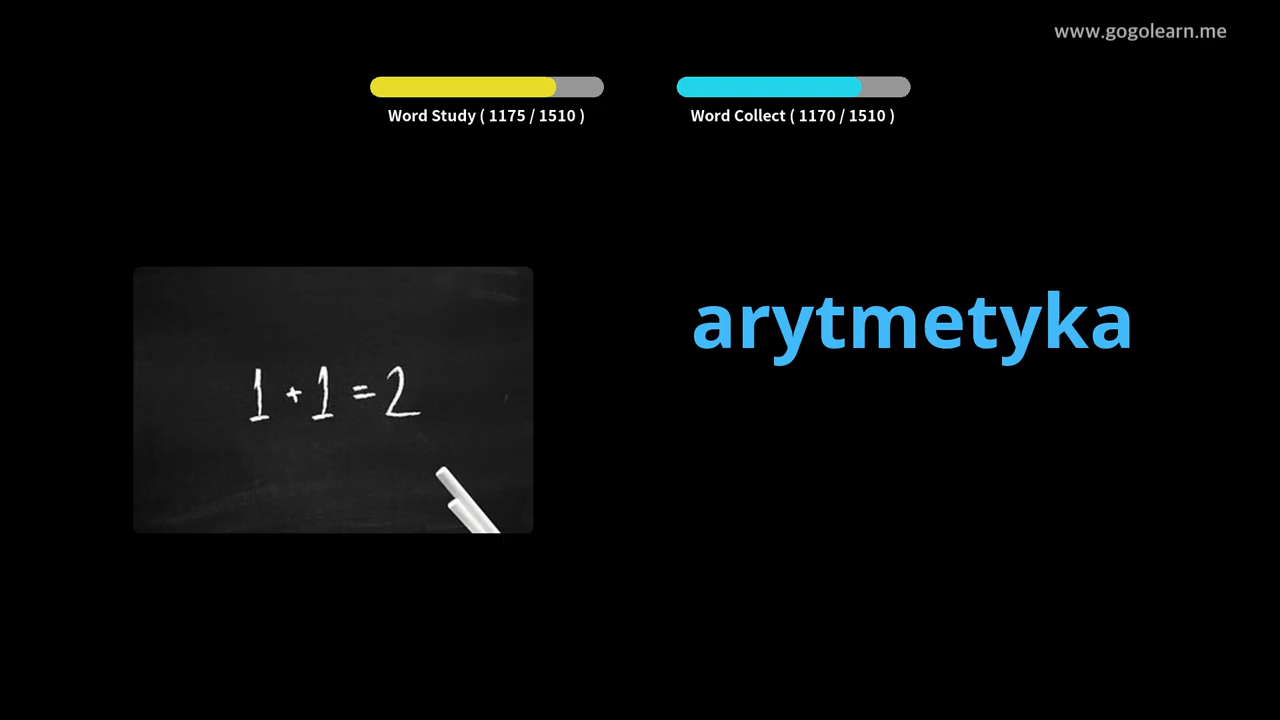 www.gogolearn.me
Word Study ( 1175 / 1510 )
Word Collect ( 1170 / 1510 )
arytmetyka
1 + 1 = 2